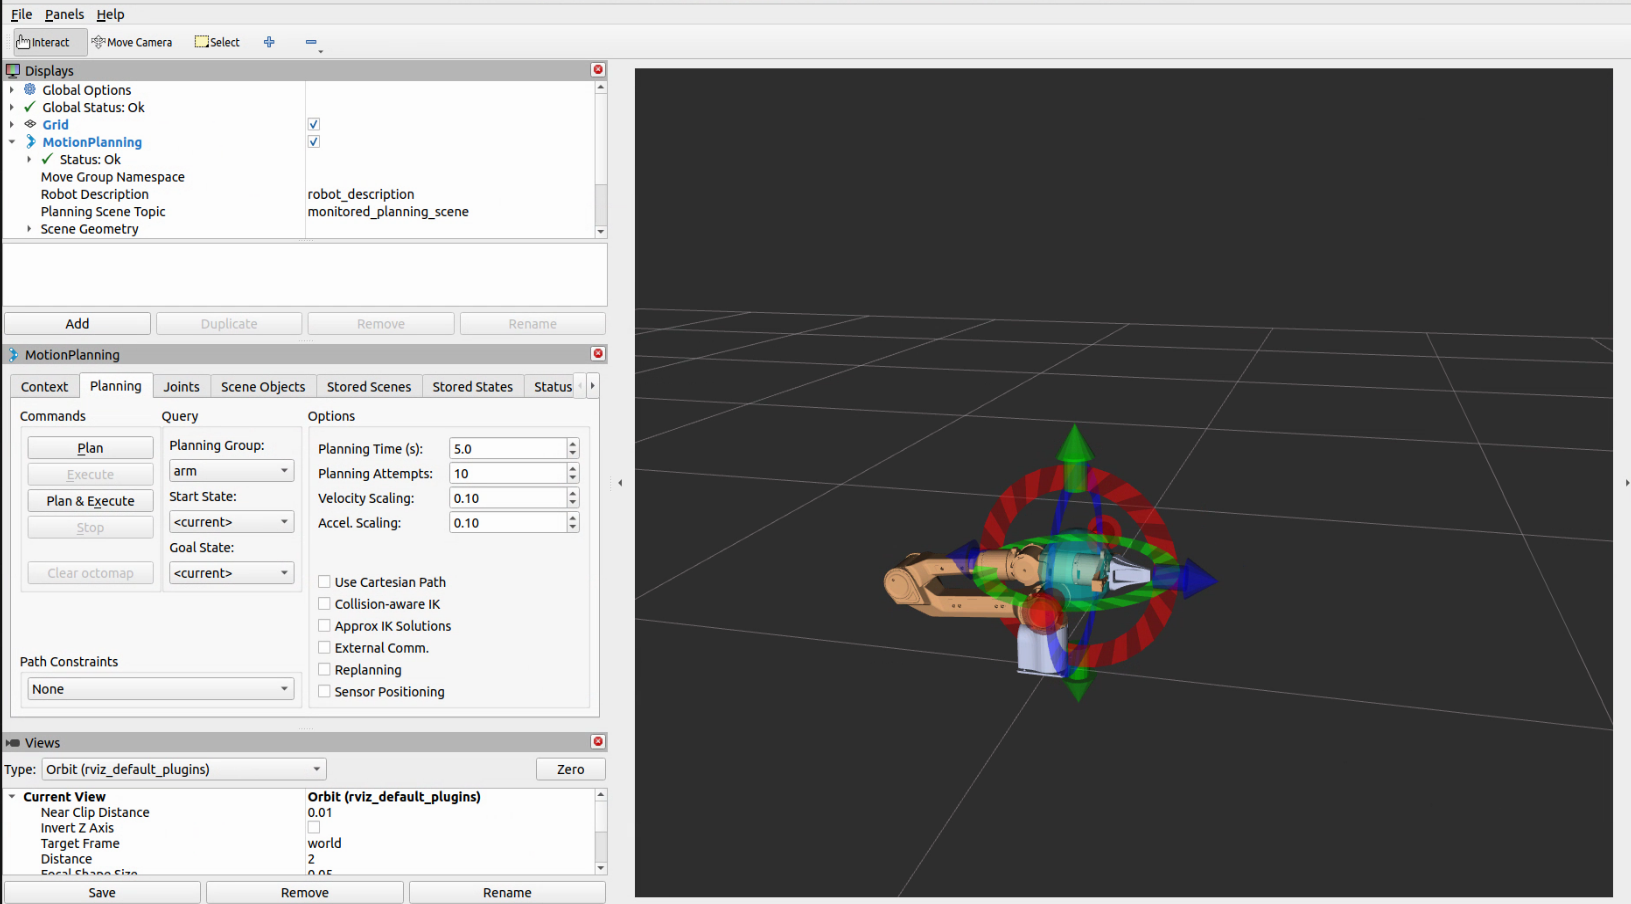 File Panels Help
Interact Move Camera Select
Displays
Global Options
Global Status: Ok
Grid
MotionPlanning
Status: Ok
Move Group Namespace
Robot Description robot_description
Planning Scene Topic monitored_planning_scene
Scene Geometry
Add Duplicate Remove Rename
MotionPlanning
Context Planning Joints Scene Objects Stored Scenes Stored States Status
Commands Query Options
Plan
Execute
Plan & Execute
Stop
Clear octomap
Planning Group:
arm
Start State:
<current>
Goal State:
<current>
Planning Time (s): 5.0
Planning Attempts: 10
Velocity Scaling: 0.10
Accel. Scaling: 0.10
Use Cartesian Path
Collision-aware IK
Approx IK Solutions
External Comm.
Replanning
Sensor Positioning
Path Constraints
None
Views
Type: Orbit (rviz_default_plugins) Zero
Current View Orbit (rviz_default_plugins)
Near Clip Distance 0.01
Invert Z Axis
Target Frame world
Distance 2
Focal Shape Size 0.05
Save Remove Rename